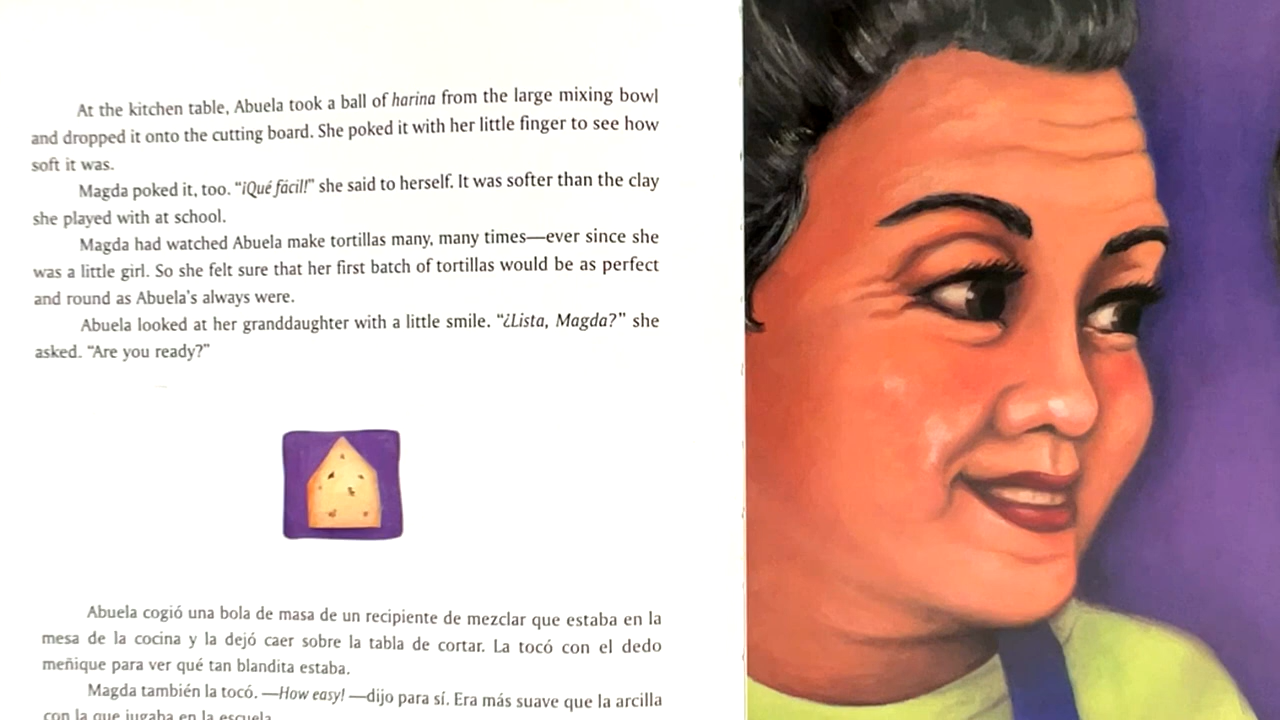 At the kitchen table, Abuela took a ball of harina from the large mixing bowl
and dropped it onto the cutting board. She poked it with her little finger to see how
soft it was.
Magda poked it, too. “¡Qué fácil!” she said to herself. It was softer than the clay
she played with at school.
Magda had watched Abuela make tortillas many, many times—ever since she
was a little girl. So she felt sure that her first batch of tortillas would be as perfect
and round as Abuela’s always were.
Abuela looked at her granddaughter with a little smile. “¿Lista, Magda?” she
asked. “Are you ready?”
Abuela cogió una bola de masa de un recipiente de mezclar que estaba en la
mesa de la cocina y la dejó caer sobre la tabla de cortar. La tocó con el dedo
meñique para ver qué tan blandita estaba.
Magda también la tocó. —How easy! —dijo para sí. Era más suave que la arcilla
con la que jugaba en la escuela.